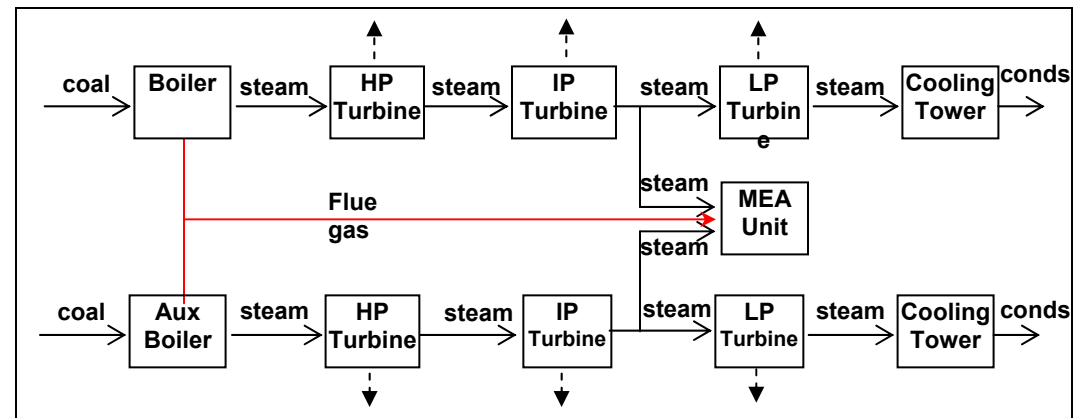 coal
Boiler
steam
HP
Turbine
steam
IP
Turbine
steam
LP
Turbin
e
steam
Cooling
Tower
conds
steam
MEA
Unit
Flue
gas
steam
coal
Aux
Boiler
steam
HP
Turbine
steam
IP
Turbine
steam
LP
Turbine
steam
Cooling
Tower
conds